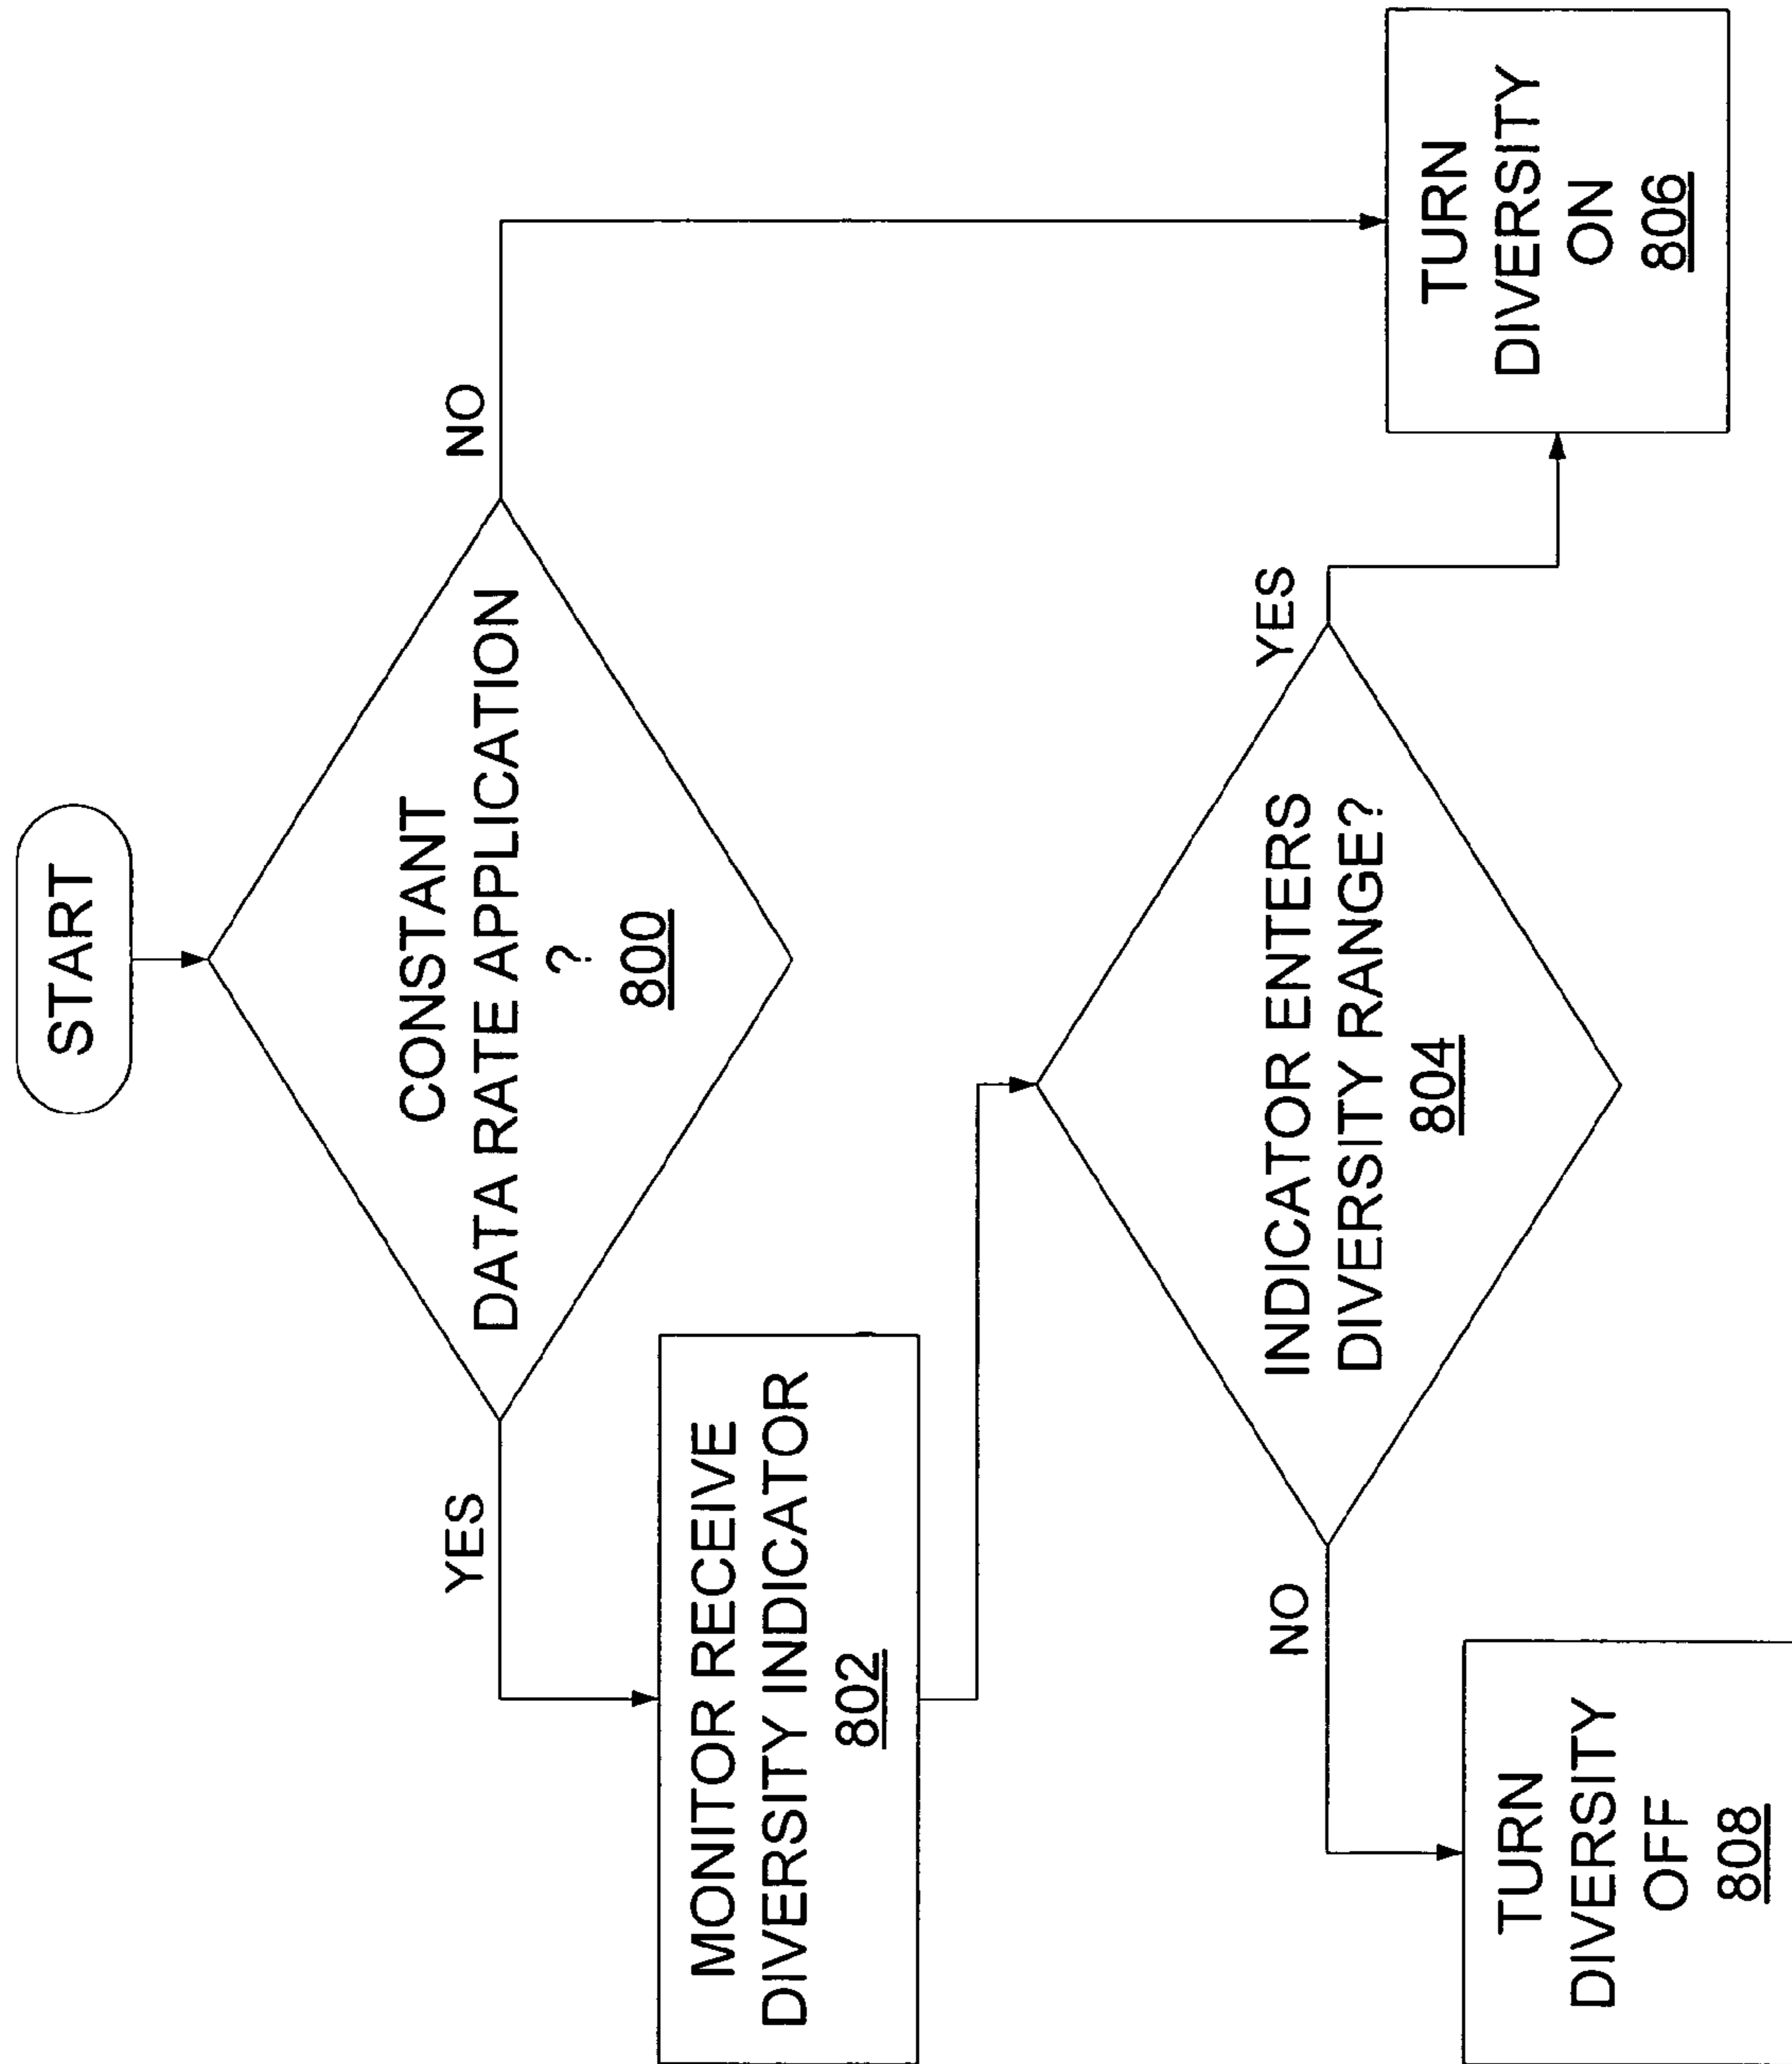 START
CONSTANT
DATA RATE APPLICATION
?
800
YES
NO
MONITOR RECEIVE
DIVERSITY INDICATOR
802
INDICATOR ENTERS
DIVERSITY RANGE?
804
NO
YES
TURN
DIVERSITY
OFF
808
TURN
DIVERSITY
ON
806